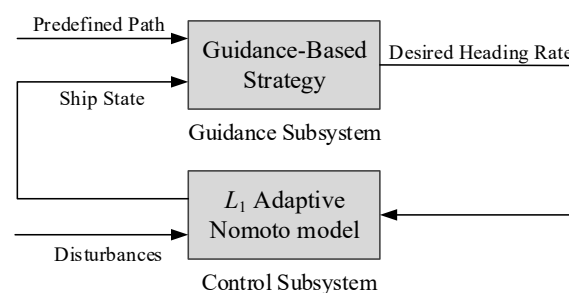 Predefined Path
Guidance-Based
Strategy
Desired Heading Rate
Ship State
Guidance Subsystem
L₁ Adaptive
Nomoto model
Disturbances
Control Subsystem